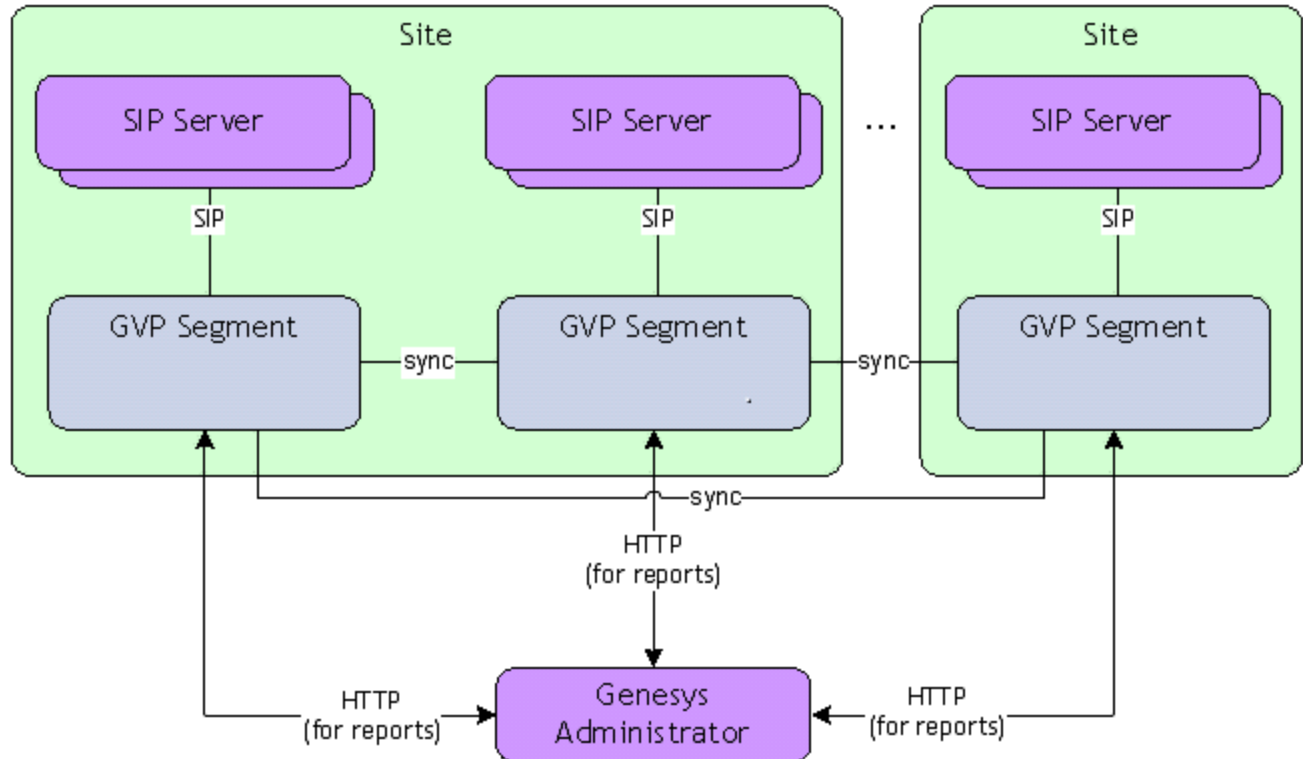 Site
Site
SIP Server
SIP Server
...
SIP Server
SIP
SIP
SIP
GVP Segment
GVP Segment
GVP Segment
sync
sync
sync
HTTP
(for reports)
HTTP
(for reports)
Genesys
Administrator
HTTP
(for reports)